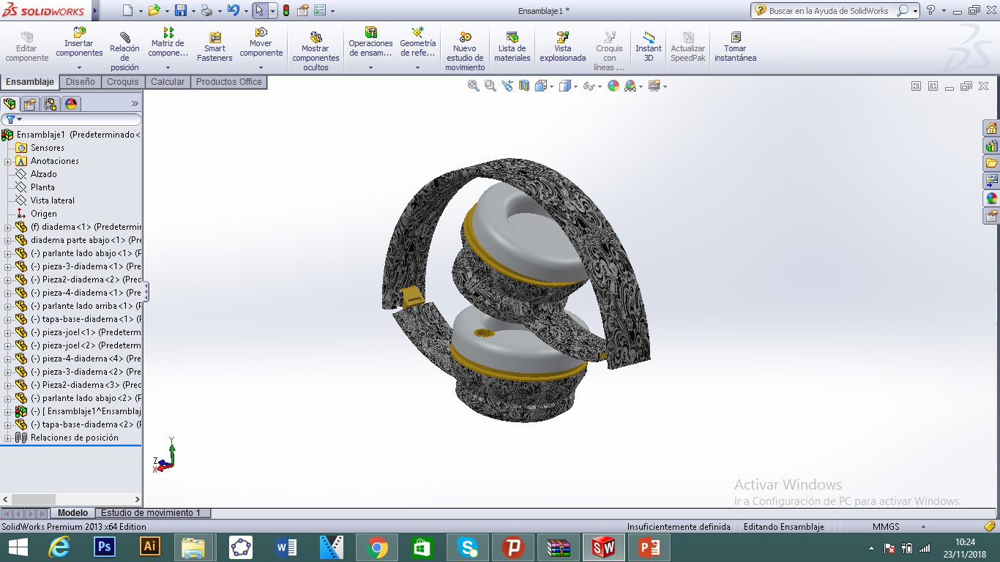 SOLIDWORKS
Ensamblaje1 *
Buscar en la Ayuda de SolidWorks
Editar componente
Insertar componentes
Relación de posición
Matriz de compone...
Smart Fasteners
Mover componente
Mostrar componentes ocultos
Operaciones de ensam...
Geometría de refe...
Nuevo estudio de movimiento
Lista de materiales
Vista explosionada
Croquis con líneas ...
Instant 3D
Actualizar SpeedPak
Tomar instantánea
Ensamblaje
Diseño
Croquis
Calcular
Productos Office
Ensamblaje1 (Predeterminado<
Sensores
Anotaciones
Alzado
Planta
Vista lateral
Origen
(f) diadema<1> (Predetermin
diadema parte abajo<1> (Pre
(-) parlante lado abajo<1> (F
(-) pieza-3-diadema<1> (Pre
(-) Pieza2-diadema<2> (Prec
(-) pieza-4-diadema<1> (Pre
(-) parlante lado arriba<1> (F
(-) tapa-base-diadema<1> (F
(-) pieza-joel<1> (Predeterm
(-) pieza-joel<2> (Predeterm
(-) pieza-4-diadema<4> (Pre
(-) pieza-3-diadema<2> (Pre
(-) Pieza2-diadema<3> (Prec
(-) parlante lado abajo<2> (F
(-) [ Ensamblaje1^Ensamblaj
(-) tapa-base-diadema<2> (F
Relaciones de posición
Y
Z
X
Activar Windows
Ir a Configuración de PC para activar Windows.
Modelo
Estudio de movimiento 1
SolidWorks Premium 2013 x64 Edition
Insuficientemente definida
Editando Ensamblaje
MMGS
Ps
Ai
10:24
23/11/2018